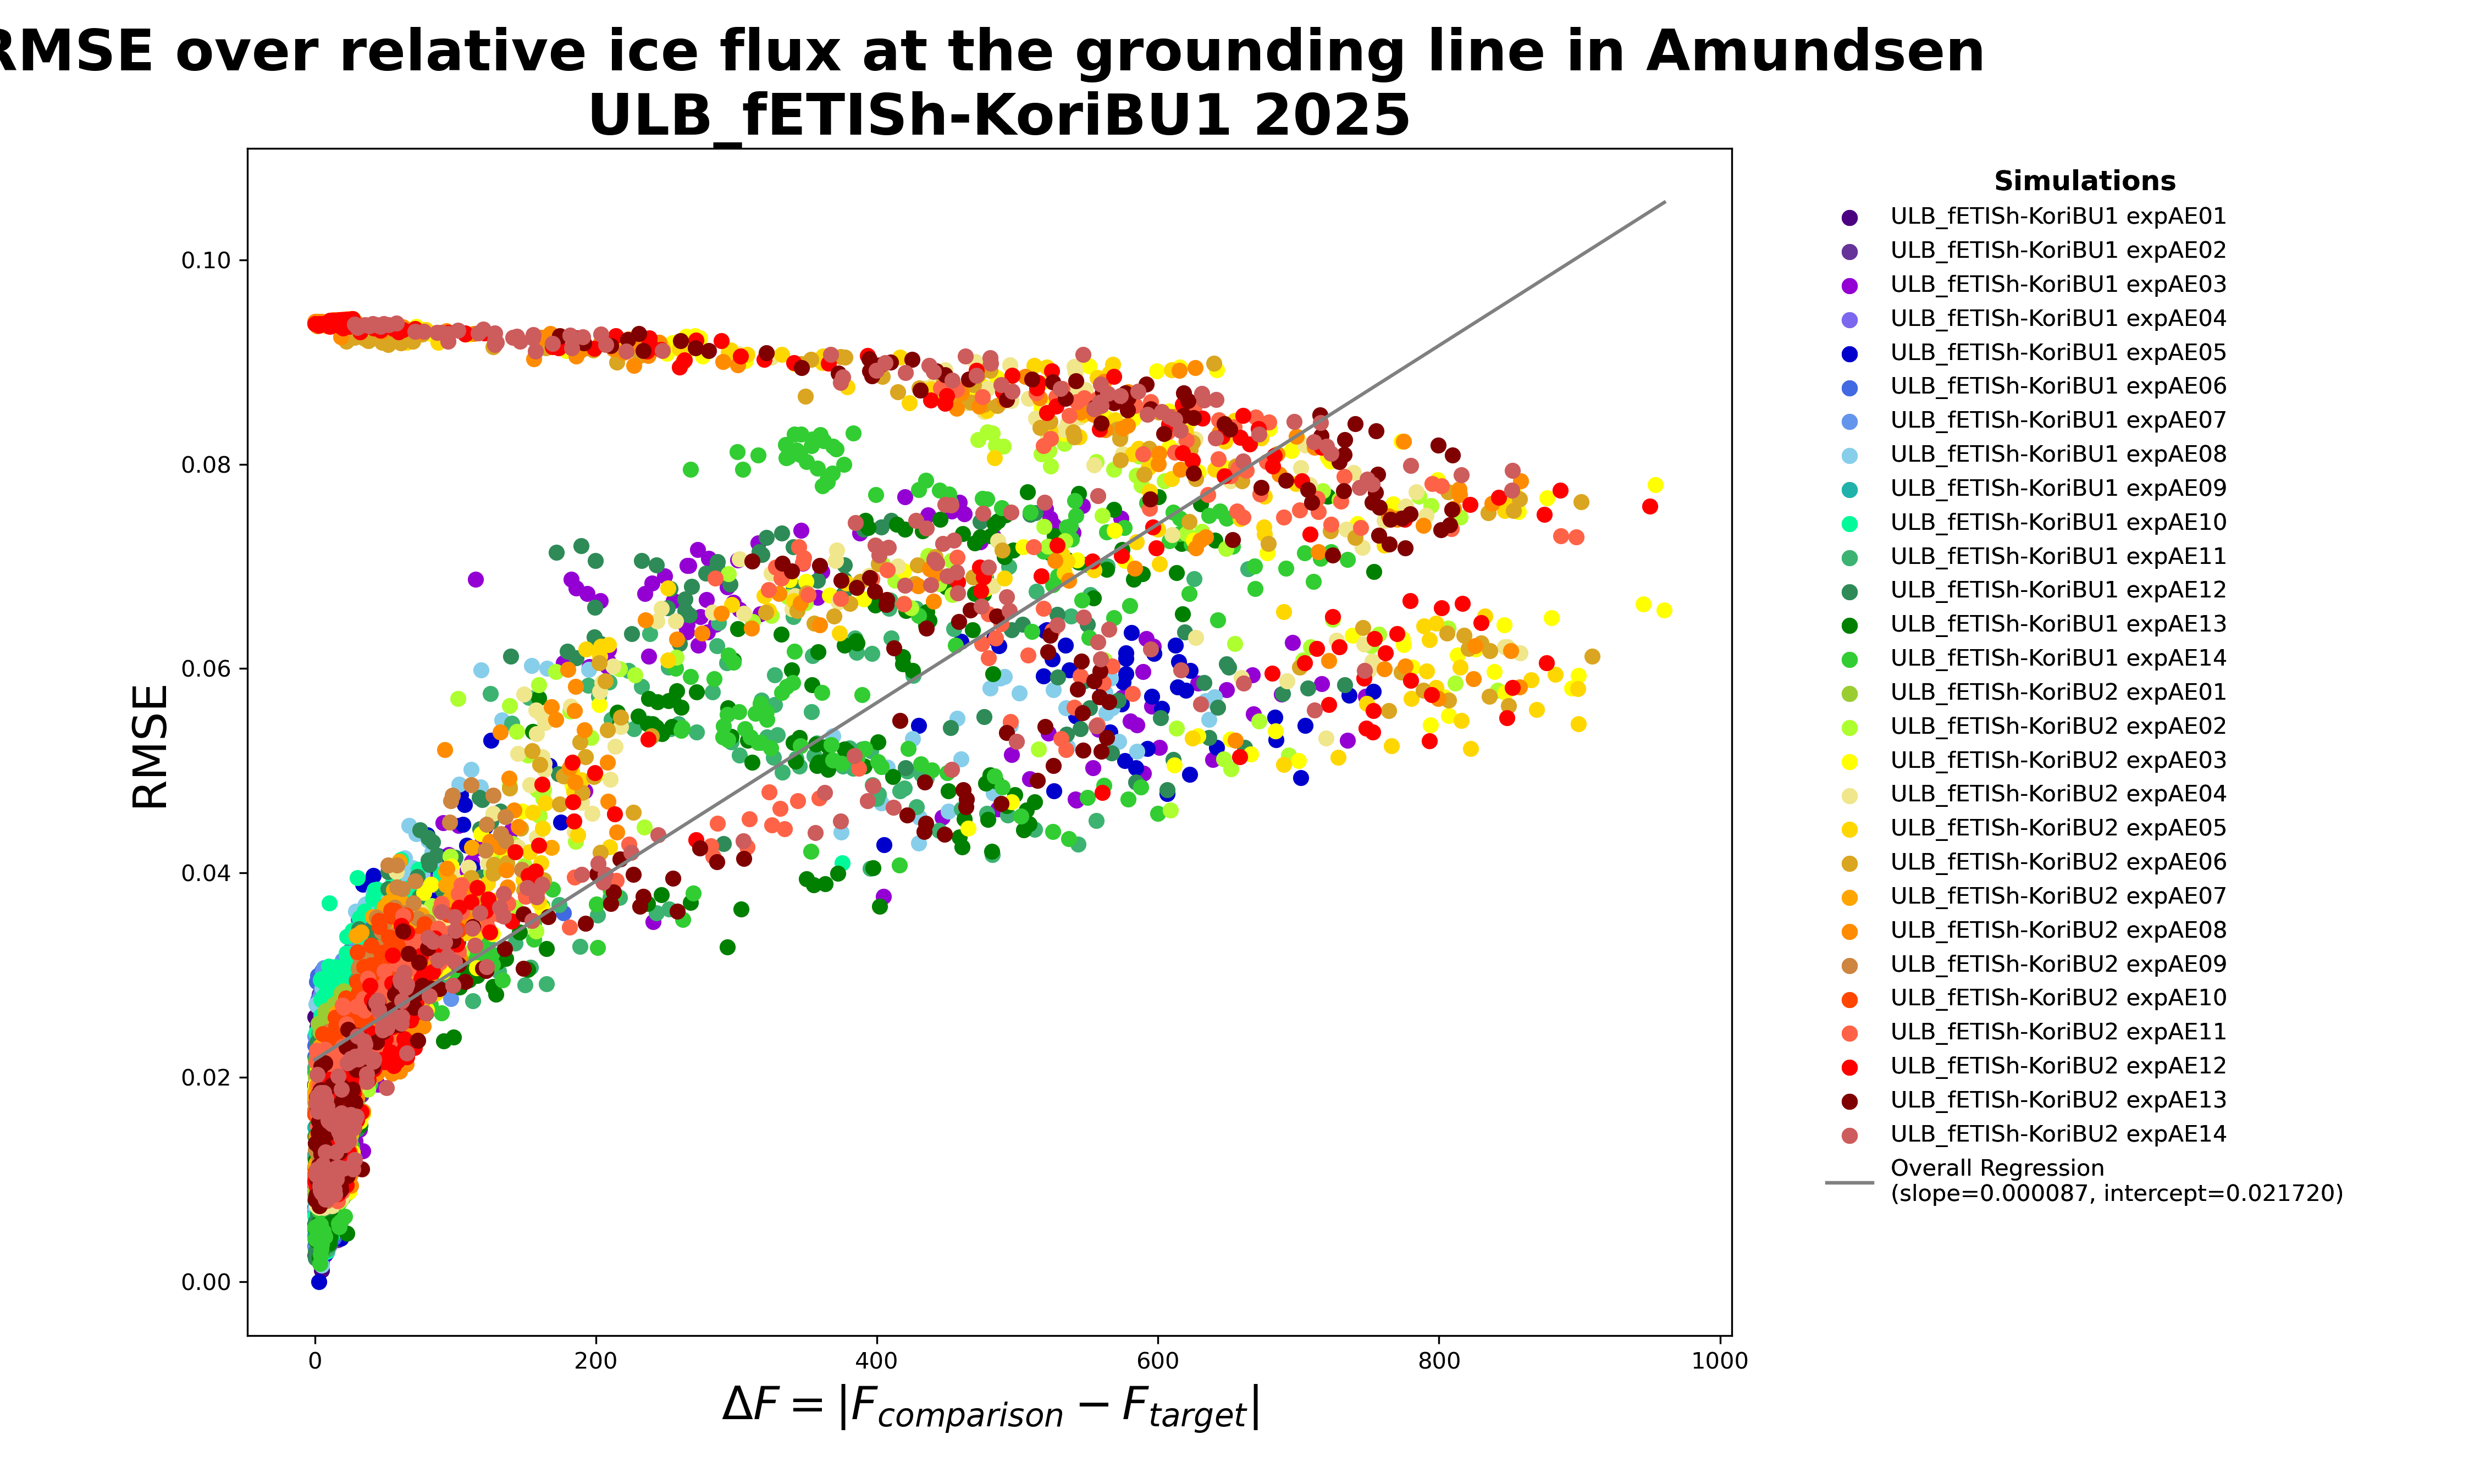 RMSE over relative ice flux at the grounding line in Amundsen
ULB_fETISh-KoriBU1 2025
Simulations
ULB_fETISh-KoriBU1 expAE01
ULB_fETISh-KoriBU1 expAE02
ULB_fETISh-KoriBU1 expAE03
ULB_fETISh-KoriBU1 expAE04
ULB_fETISh-KoriBU1 expAE05
ULB_fETISh-KoriBU1 expAE06
ULB_fETISh-KoriBU1 expAE07
ULB_fETISh-KoriBU1 expAE08
ULB_fETISh-KoriBU1 expAE09
ULB_fETISh-KoriBU1 expAE10
ULB_fETISh-KoriBU1 expAE11
ULB_fETISh-KoriBU1 expAE12
ULB_fETISh-KoriBU1 expAE13
ULB_fETISh-KoriBU1 expAE14
ULB_fETISh-KoriBU2 expAE01
ULB_fETISh-KoriBU2 expAE02
ULB_fETISh-KoriBU2 expAE03
ULB_fETISh-KoriBU2 expAE04
ULB_fETISh-KoriBU2 expAE05
ULB_fETISh-KoriBU2 expAE06
ULB_fETISh-KoriBU2 expAE07
ULB_fETISh-KoriBU2 expAE08
ULB_fETISh-KoriBU2 expAE09
ULB_fETISh-KoriBU2 expAE10
ULB_fETISh-KoriBU2 expAE11
ULB_fETISh-KoriBU2 expAE12
ULB_fETISh-KoriBU2 expAE13
ULB_fETISh-KoriBU2 expAE14
Overall Regression
(slope=0.000087, intercept=0.021720)
RMSE
0.10
0.08
0.06
0.04
0.02
0.00
0 200 400 600 800 1000
ΔF = |F_comparison − F_target|